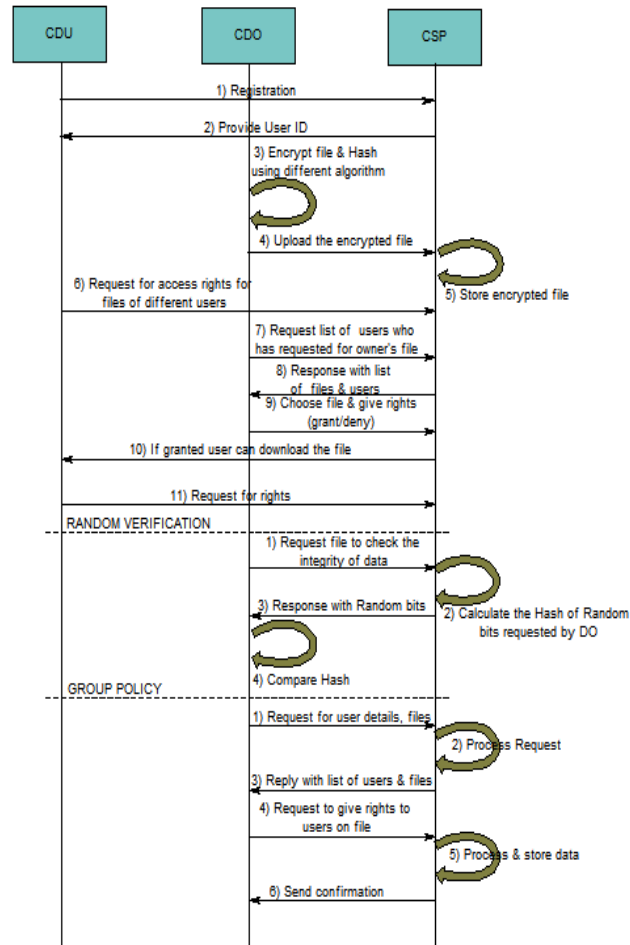 CDU
CDO
CSP
1) Registration
2) Provide User ID
3) Encrypt file & Hash
using different algorithm
4) Upload the encrypted file
5) Store encrypted file
6) Request for access rights for
files of different users
7) Request list of users who
has requested for owner's file
8) Response with list
of files & users
9) Choose file & give rights
(grant/deny)
10) If granted user can download the file
11) Request for rights
RANDOM VERIFICATION
1) Request file to check the
integrity of data
2) Calculate the Hash of Random
bits requested by DO
3) Response with Random bits
4) Compare Hash
GROUP POLICY
1) Request for user details, files
2) Process Request
3) Reply with list of users & files
4) Request to give rights to
users on file
5) Process & store data
6) Send confirmation